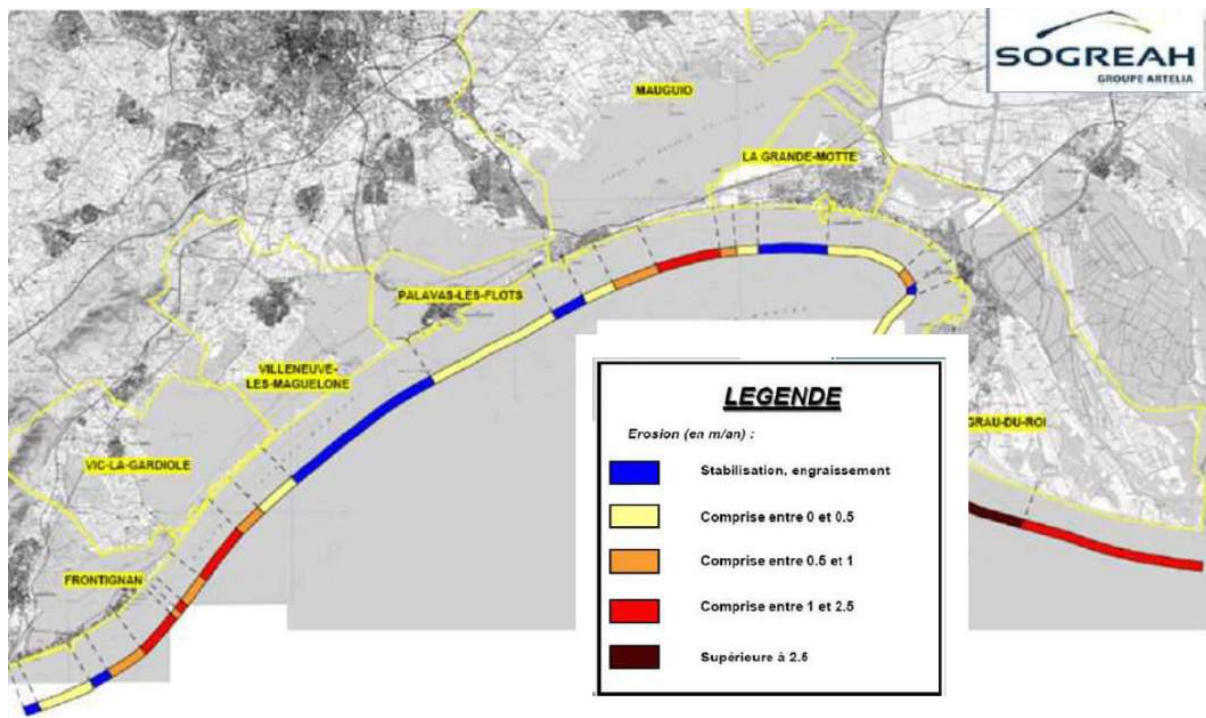 SOGREAH
GROUPE ARTELIA
MAUGUIO
LA GRANDE-MOTTE
PALAVAS-LES-FLOTS
VILLENEUVE-
LES-MAGUELONE
GRAU-DU-ROI
VIC-LA-GARDIOLE
FRONTIGNAN
LEGENDE
Erosion (en m/an) :
Stabilisation, engraissement
Comprise entre 0 et 0.5
Comprise entre 0.5 et 1
Comprise entre 1 et 2.5
Supérieure à 2.5